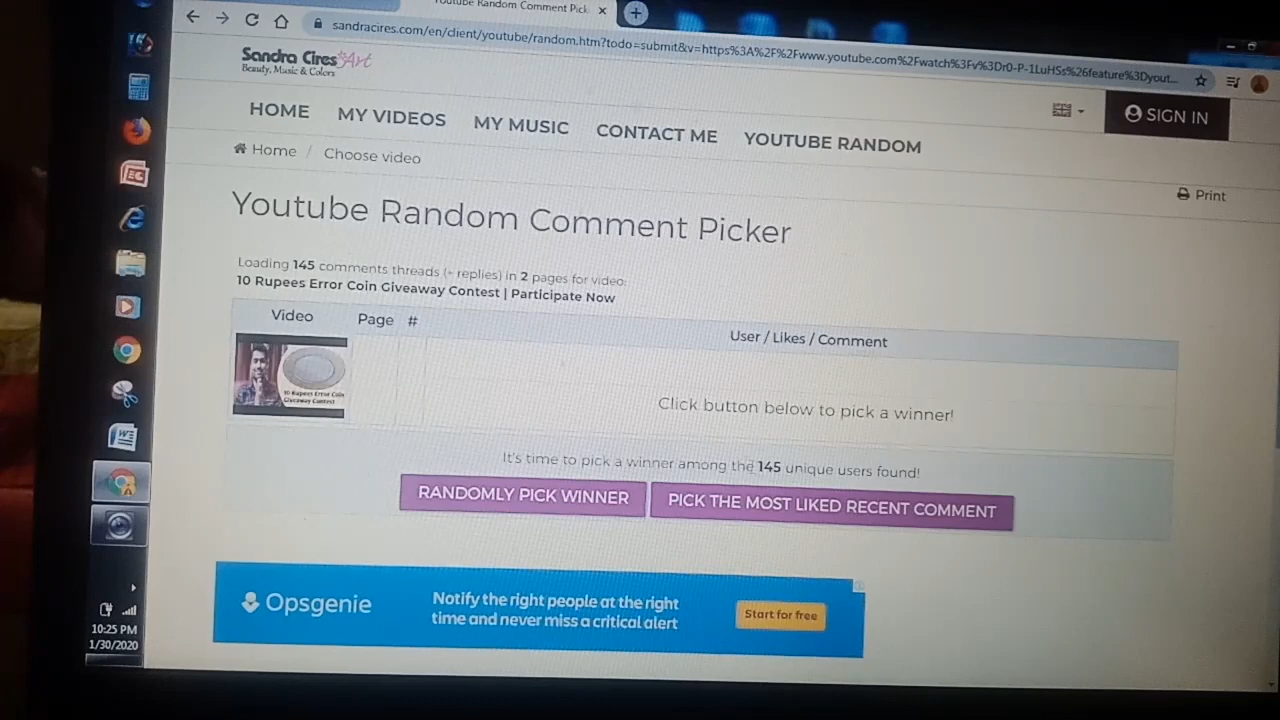 Youtube Random Comment Pick
sandracires.com/en/client/youtube/random.htm?todo=submit&v=https%3A%2F%2Fwww.youtube.com%2Fwatch%3Fv%3Dr0-P-1LuHSs%26feature%3Dyout...
Sandra Cires Art
Beauty, Music & Colors
SIGN IN
HOME MY VIDEOS MY MUSIC CONTACT ME YOUTUBE RANDOM
Home / Choose video
Print
Youtube Random Comment Picker
Loading 145 comments threads (+ replies) in 2 pages for video:
10 Rupees Error Coin Giveaway Contest | Participate Now
Video Page # User / Likes / Comment
10 Rupees Error Coin
Giveaway Contest
Click button below to pick a winner!
It's time to pick a winner among the 145 unique users found!
RANDOMLY PICK WINNER PICK THE MOST LIKED RECENT COMMENT
Opsgenie
Notify the right people at the right
time and never miss a critical alert
Start for free
10:25 PM
1/30/2020